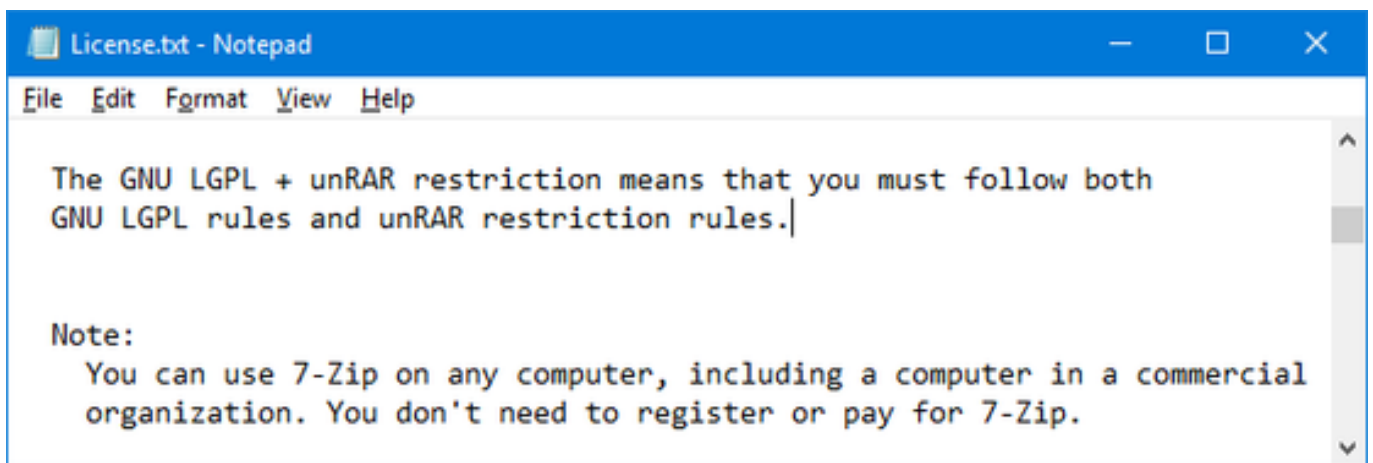 License.txt - Notepad
File Edit Format View Help
The GNU LGPL + unRAR restriction means that you must follow both
GNU LGPL rules and unRAR restriction rules.
Note:
You can use 7-Zip on any computer, including a computer in a commercial
organization. You don't need to register or pay for 7-Zip.